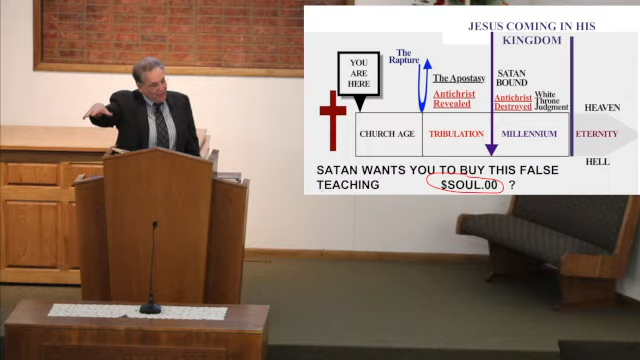 JESUS COMING IN HIS
KINGDOM
YOU
ARE
HERE
The
Rapture
The Apostasy
Antichrist
Revealed
SATAN
BOUND
Antichrist
Destroyed
White
Throne
Judgment
HEAVEN
CHURCH AGE
TRIBULATION
MILLENNIUM
ETERNITY
HELL
SATAN WANTS YOU TO BUY THIS FALSE
TEACHING $SOUL.00 ?